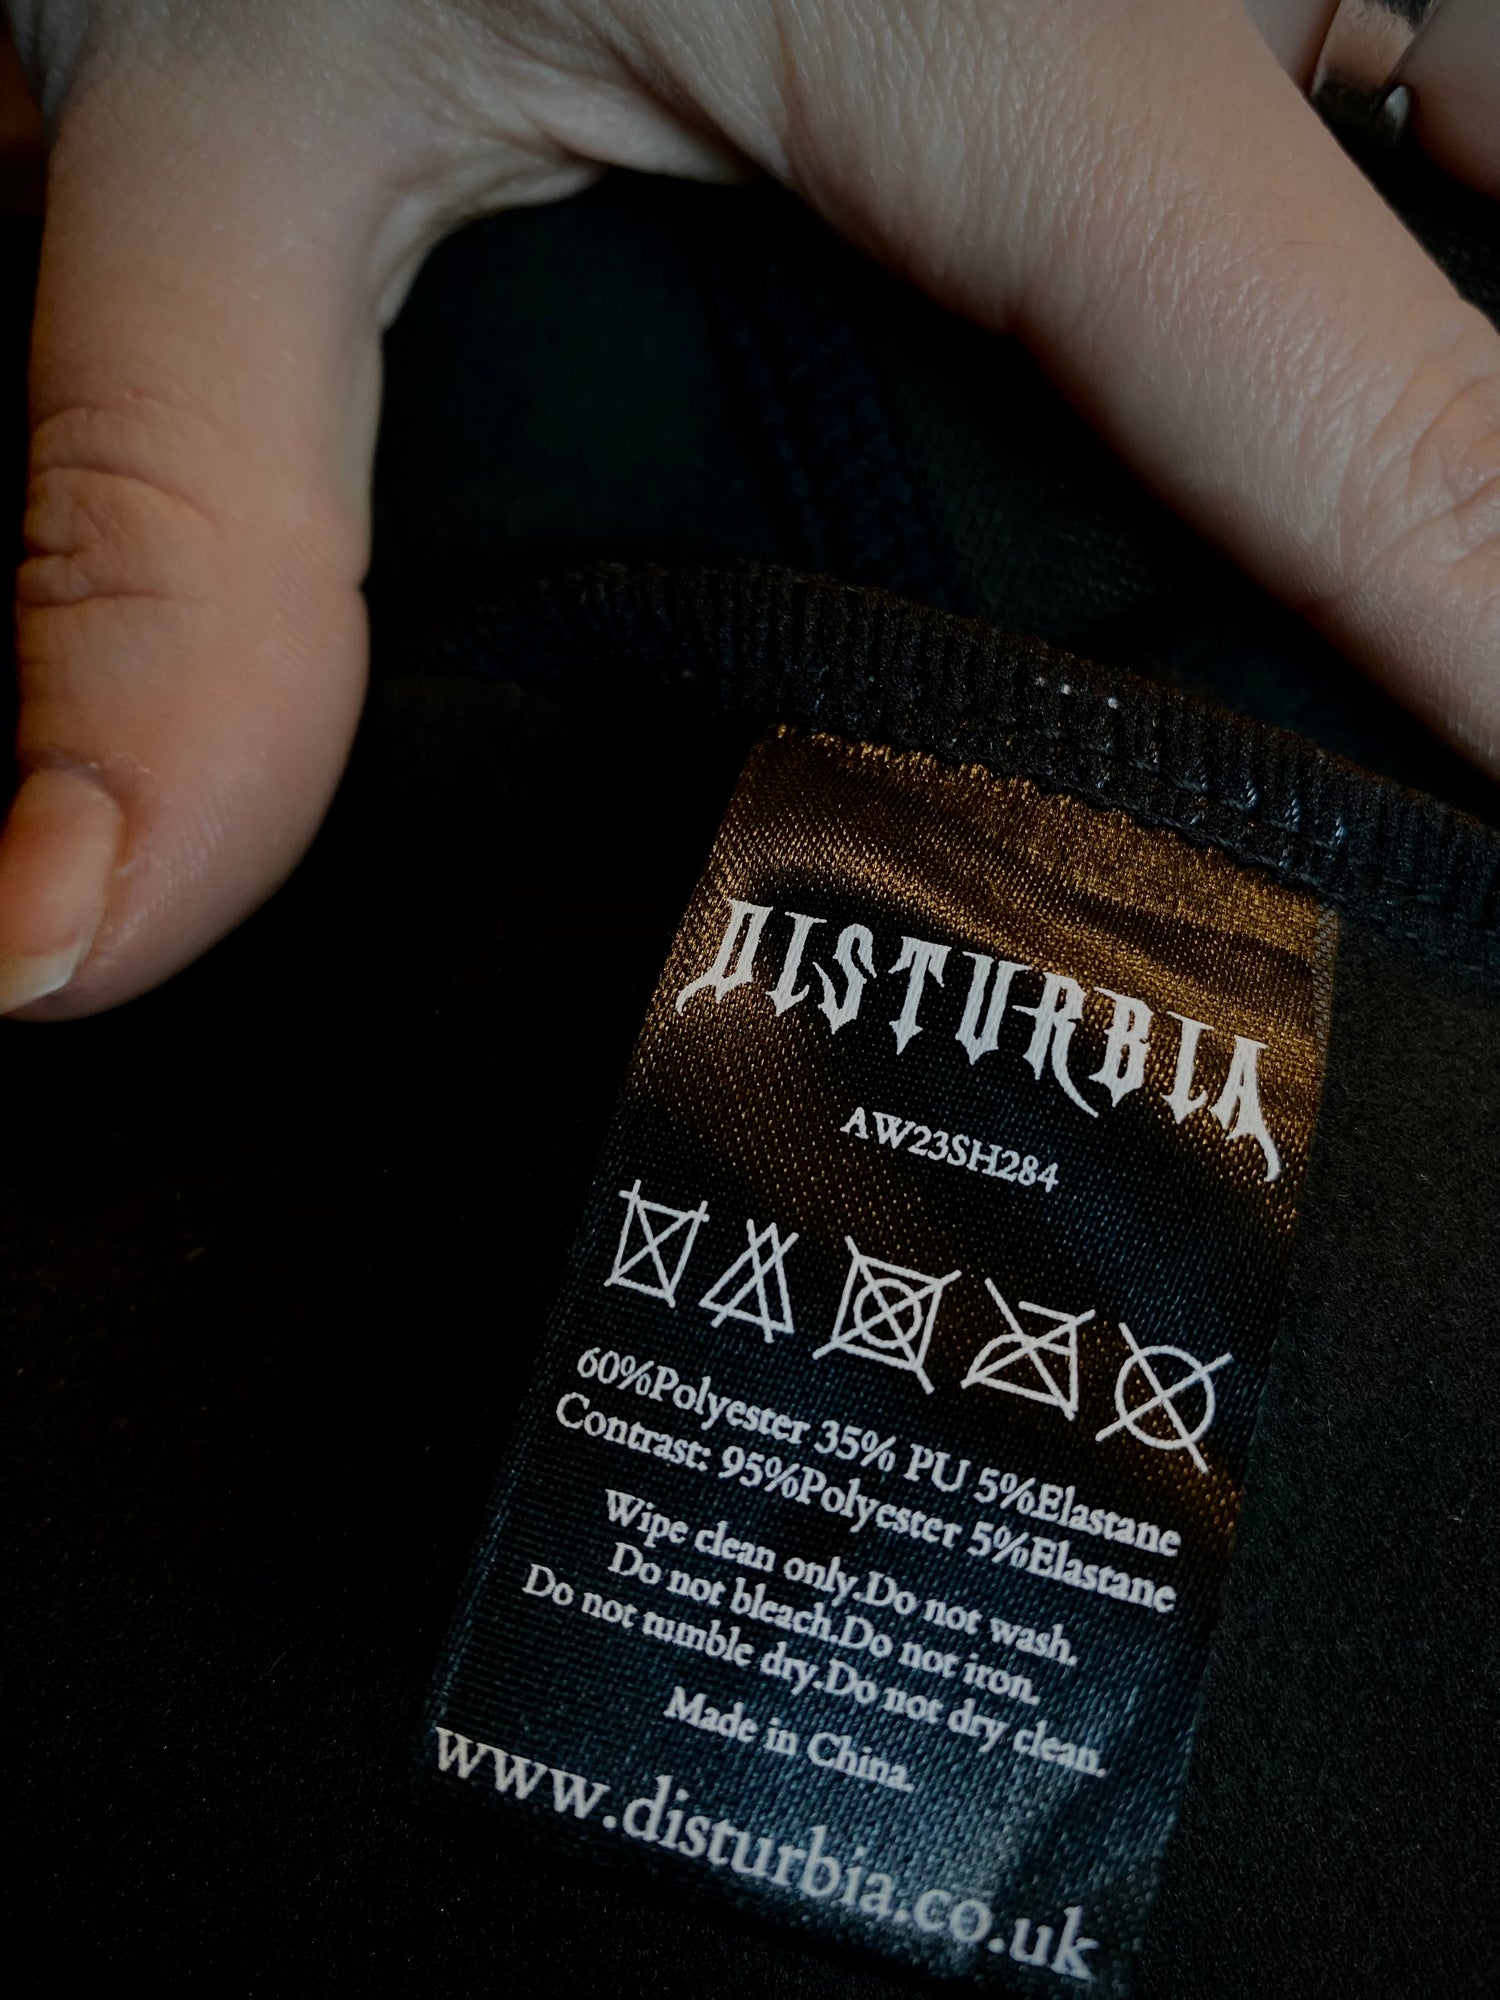 DISTURBIA
AW23SH284
60%Polyester 35% PU 5%Elastane
Contrast: 95%Polyester 5%Elastane
Wipe clean only.Do not wash.
Do not bleach.Do not iron.
Do not tumble dry.Do not dry clean.
Made in China.
www.disturbia.co.uk